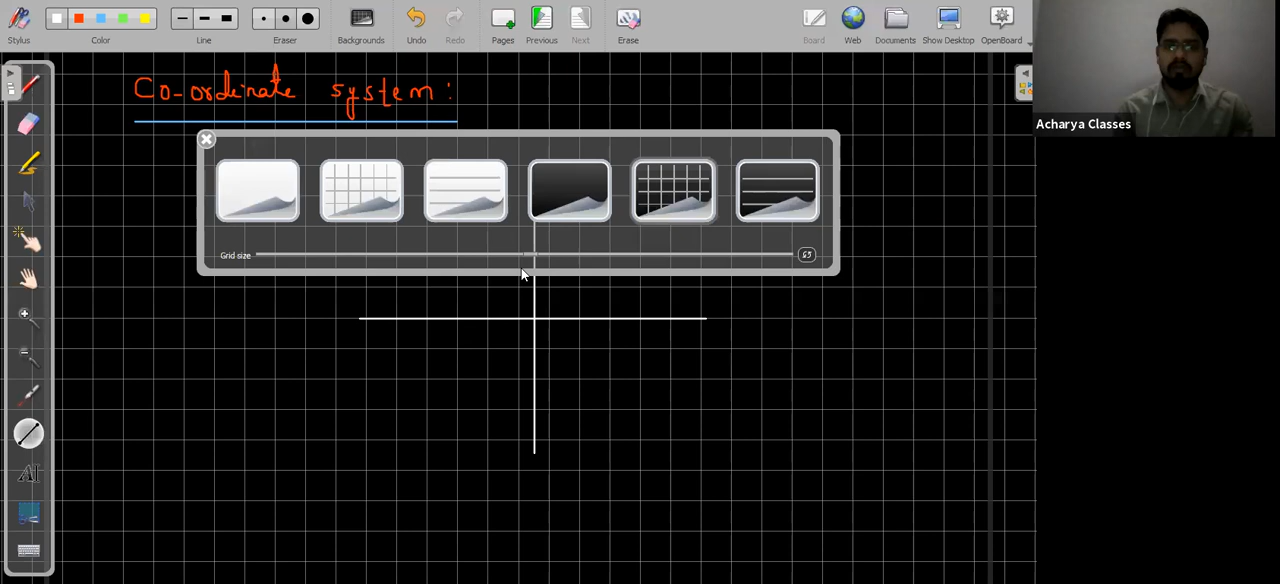 Stylus
Color
Line
Eraser
Backgrounds
Undo
Redo
Pages
Previous
Next
Erase
Board
Web
Documents
Show Desktop
OpenBoard
Acharya Classes
Co-ordinate system:
Grid size
AI